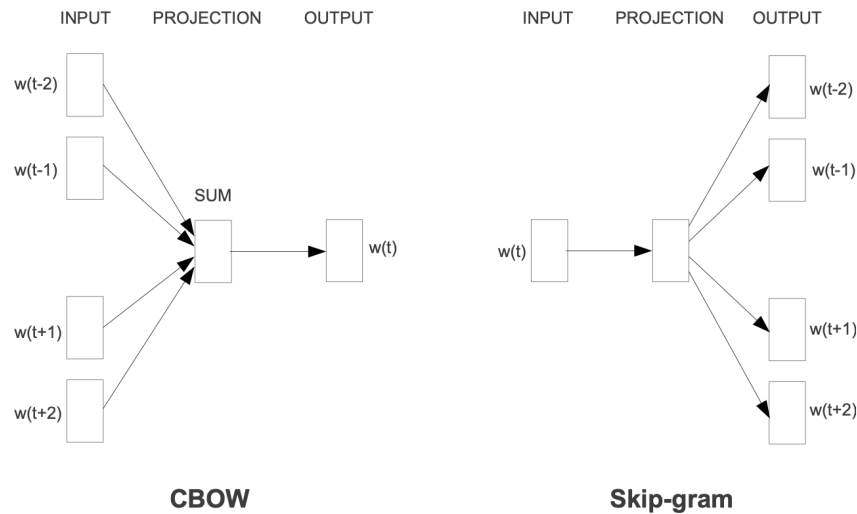 INPUT PROJECTION OUTPUT
w(t-2)
w(t-1)
SUM
w(t)
w(t+1)
w(t+2)
CBOW
INPUT PROJECTION OUTPUT
w(t-2)
w(t-1)
w(t)
w(t+1)
w(t+2)
Skip-gram